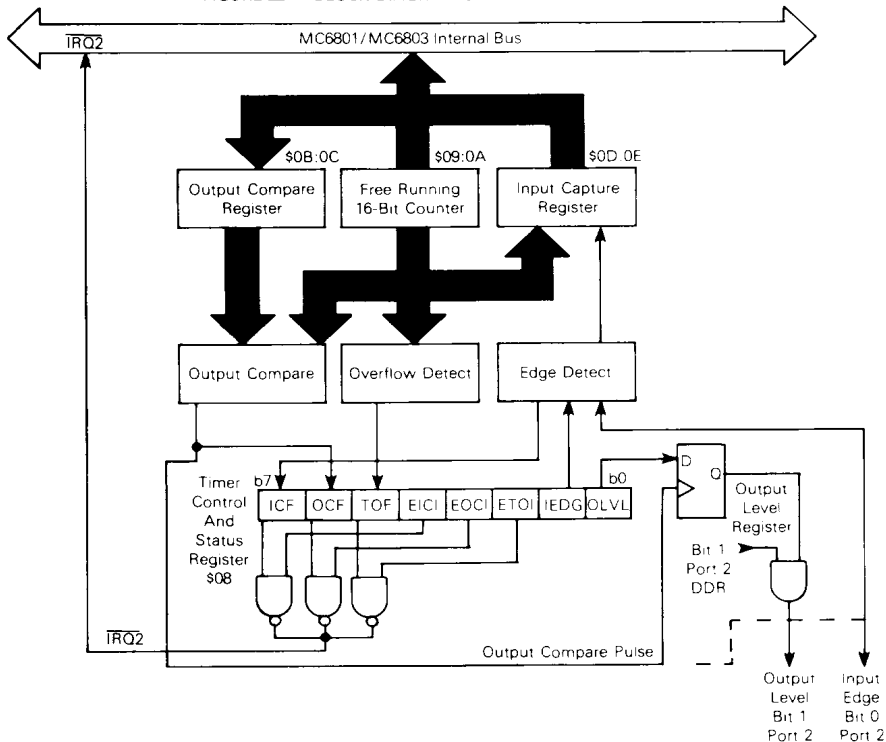 IRQ2
MC6801/MC6803 Internal Bus
$0B:0C
$09:0A
$0D.0E
Output Compare
Register
Free Running
16-Bit Counter
Input Capture
Register
Output Compare
Overflow Detect
Edge Detect
Timer
Control
And
Status
Register
$08
b7
b0
ICF OCF TOF EICI EOCI ETOI IEDG OLVL
D
Q
Output
Level
Register
Bit 1
Port 2
DDR
IRQ2
Output Compare Pulse
Output
Level
Bit 1
Port 2
Input
Edge
Bit 0
Port 2